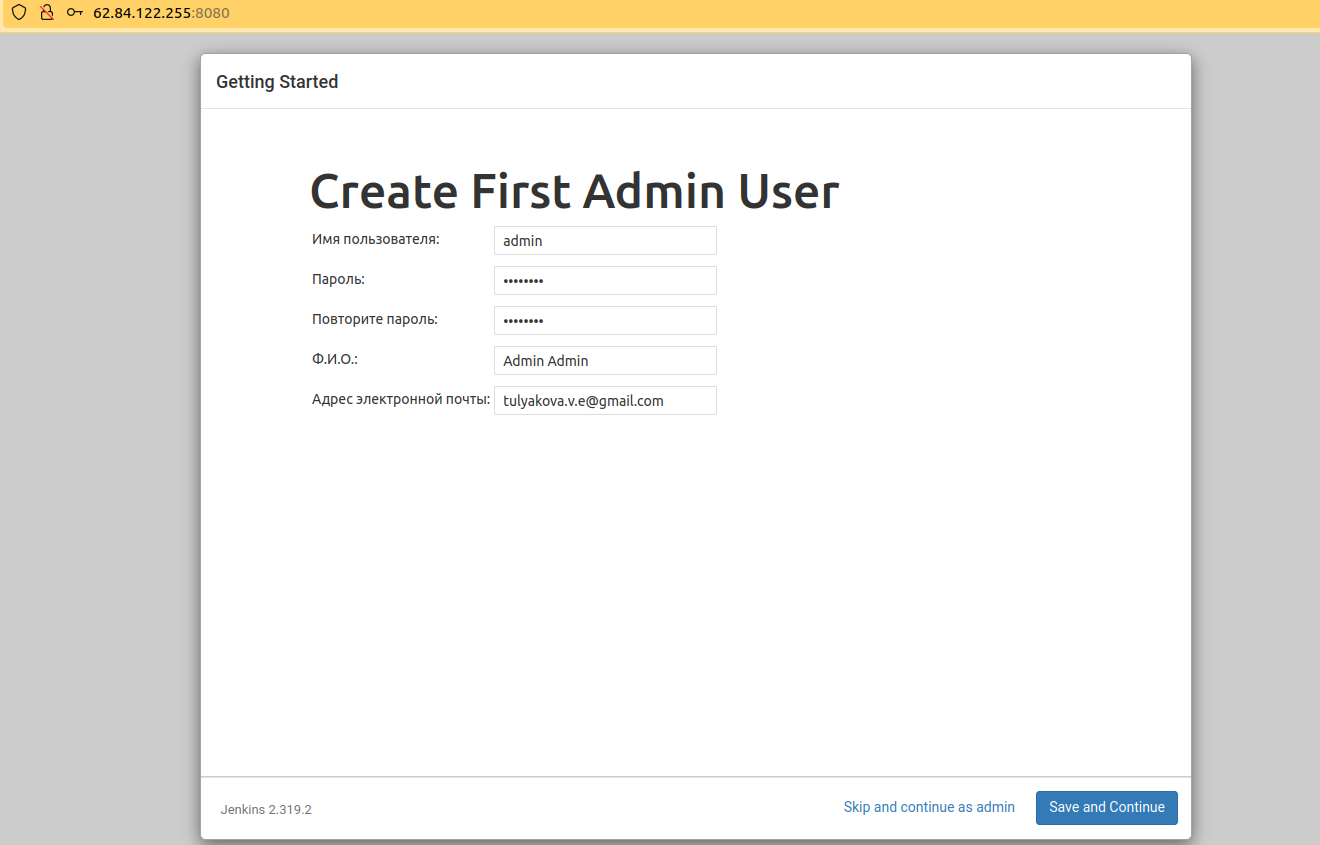 62.84.122.255:8080
Getting Started
Create First Admin User
Имя пользователя: admin
Пароль: ••••••••
Повторите пароль: ••••••••
Ф.И.О.: Admin Admin
Адрес электронной почты: tulyakova.v.e@gmail.com
Jenkins 2.319.2 Skip and continue as admin Save and Continue